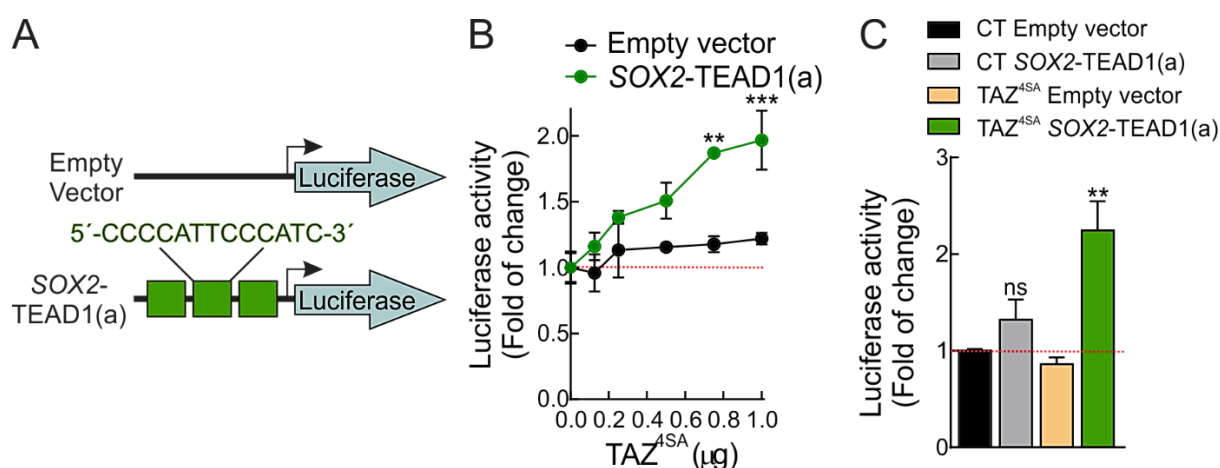 A
Empty
Vector
Luciferase
5´-CCCCATTCCCATC-3´
SOX2-
TEAD1(a)
Luciferase
B
Empty vector
SOX2-TEAD1(a)
Luciferase activity
(Fold of change)
2.0
1.5
1.0
1.5
0.0
**
***
0.0 0.2 0.4 0.6 0.8 1.0
TAZ4SA (µg)
C
CT Empty vector
CT SOX2-TEAD1(a)
TAZ4SA Empty vector
TAZ4SA SOX2-TEAD1(a)
Luciferase activity
(Fold of change)
3
2
1
0
ns
**